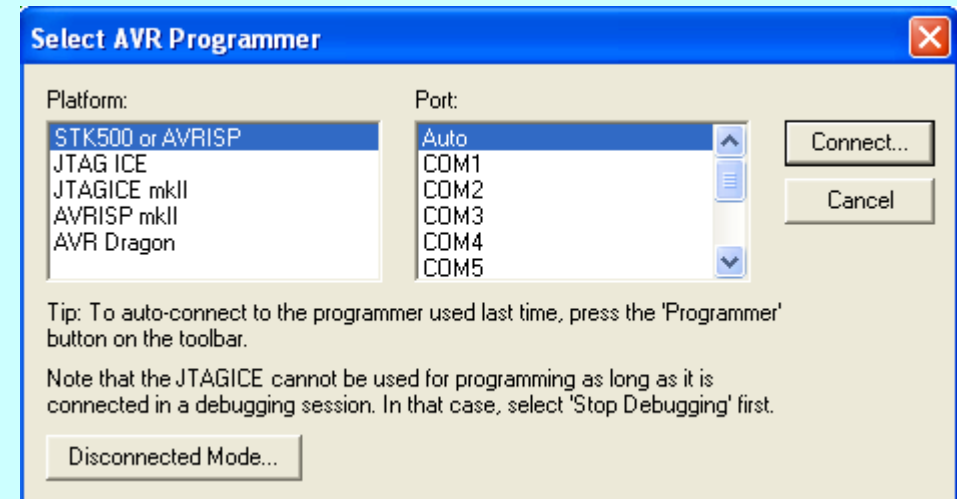 Select AVR Programmer
Platform:
Port:
STK500 or AVRISP
JTAG ICE
JTAGICE mkII
AVRISP mkII
AVR Dragon
Auto
COM1
COM2
COM3
COM4
COM5
Connect...
Cancel
Tip: To auto-connect to the programmer used last time, press the 'Programmer'
button on the toolbar.
Note that the JTAGICE cannot be used for programming as long as it is
connected in a debugging session. In that case, select 'Stop Debugging' first.
Disconnected Mode...